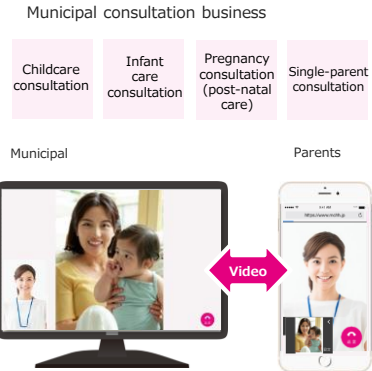 Municipal consultation business
Childcare
consultation
Infant
care
consultation
Pregnancy
consultation
(post-natal
care)
Single-parent
consultation
Municipal
Parents
Video